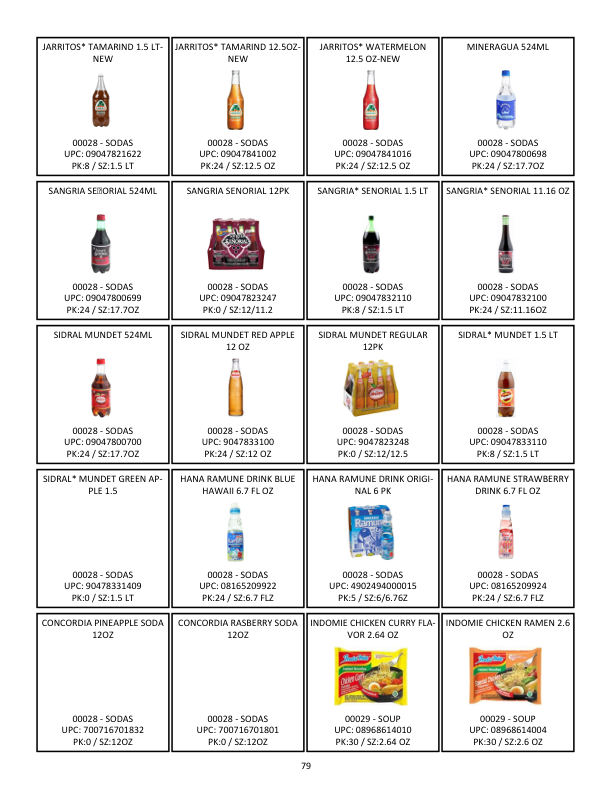 JARRITOS* TAMARIND 1.5 LT-
NEW
00028 - SODAS
UPC: 09047821622
PK:8 / SZ:1.5 LT
JARRITOS* TAMARIND 12.5OZ-
NEW
00028 - SODAS
UPC: 09047841002
PK:24 / SZ:12.5 OZ
JARRITOS* WATERMELON
12.5 OZ-NEW
00028 - SODAS
UPC: 09047841016
PK:24 / SZ:12.5 OZ
MINERAGUA 524ML
00028 - SODAS
UPC: 09047800698
PK:24 / SZ:17.7OZ
SANGRIA SE�ORIAL 524ML
00028 - SODAS
UPC: 09047800699
PK:24 / SZ:17.7OZ
SANGRIA SENORIAL 12PK
SEÑORIAL
00028 - SODAS
UPC: 09047823247
PK:0 / SZ:12/11.2
SANGRIA* SENORIAL 1.5 LT
00028 - SODAS
UPC: 09047832110
PK:8 / SZ:1.5 LT
SANGRIA* SENORIAL 11.16 OZ
00028 - SODAS
UPC: 09047832100
PK:24 / SZ:11.16OZ
SIDRAL MUNDET 524ML
00028 - SODAS
UPC: 09047800700
PK:24 / SZ:17.7OZ
SIDRAL MUNDET RED APPLE
12 OZ
00028 - SODAS
UPC: 9047833100
PK:24 / SZ:12 OZ
SIDRAL MUNDET REGULAR
12PK
00028 - SODAS
UPC: 9047823248
PK:0 / SZ:12/12.5
SIDRAL* MUNDET 1.5 LT
00028 - SODAS
UPC: 09047833110
PK:8 / SZ:1.5 LT
SIDRAL* MUNDET GREEN AP-
PLE 1.5
00028 - SODAS
UPC: 90478331409
PK:0 / SZ:1.5 LT
HANA RAMUNE DRINK BLUE
HAWAII 6.7 FL OZ
00028 - SODAS
UPC: 08165209922
PK:24 / SZ:6.7 FLZ
HANA RAMUNE DRINK ORIGI-
NAL 6 PK
Ramune
00028 - SODAS
UPC: 4902494000015
PK:5 / SZ:6/6.76Z
HANA RAMUNE STRAWBERRY
DRINK 6.7 FL OZ
00028 - SODAS
UPC: 08165209924
PK:24 / SZ:6.7 FLZ
CONCORDIA PINEAPPLE SODA
12OZ
00028 - SODAS
UPC: 700716701832
PK:0 / SZ:12OZ
CONCORDIA RASBERRY SODA
12OZ
00028 - SODAS
UPC: 700716701801
PK:0 / SZ:12OZ
INDOMIE CHICKEN CURRY FLA-
VOR 2.64 OZ
Indomie
Chicken Curry
00029 - SOUP
UPC: 08968614010
PK:30 / SZ:2.64 OZ
INDOMIE CHICKEN RAMEN 2.6
OZ
Indomie
Special Chicken
00029 - SOUP
UPC: 08968614004
PK:30 / SZ:2.6 OZ
79